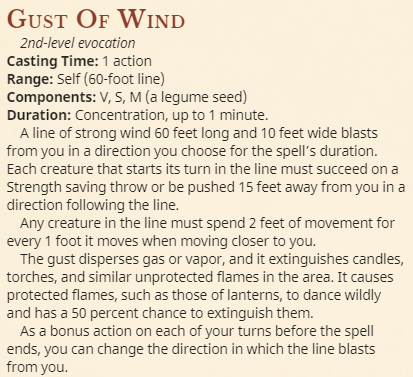 Gust Of Wind
2nd-level evocation
Casting Time: 1 action
Range: Self (60-foot line)
Components: V, S, M (a legume seed)
Duration: Concentration, up to 1 minute.
A line of strong wind 60 feet long and 10 feet wide blasts
from you in a direction you choose for the spell's duration.
Each creature that starts its turn in the line must succeed on a
Strength saving throw or be pushed 15 feet away from you in a
direction following the line.
Any creature in the line must spend 2 feet of movement for
every 1 foot it moves when moving closer to you.
The gust disperses gas or vapor, and it extinguishes candles,
torches, and similar unprotected flames in the area. It causes
protected flames, such as those of lanterns, to dance wildly
and has a 50 percent chance to extinguish them.
As a bonus action on each of your turns before the spell
ends, you can change the direction in which the line blasts
from you.